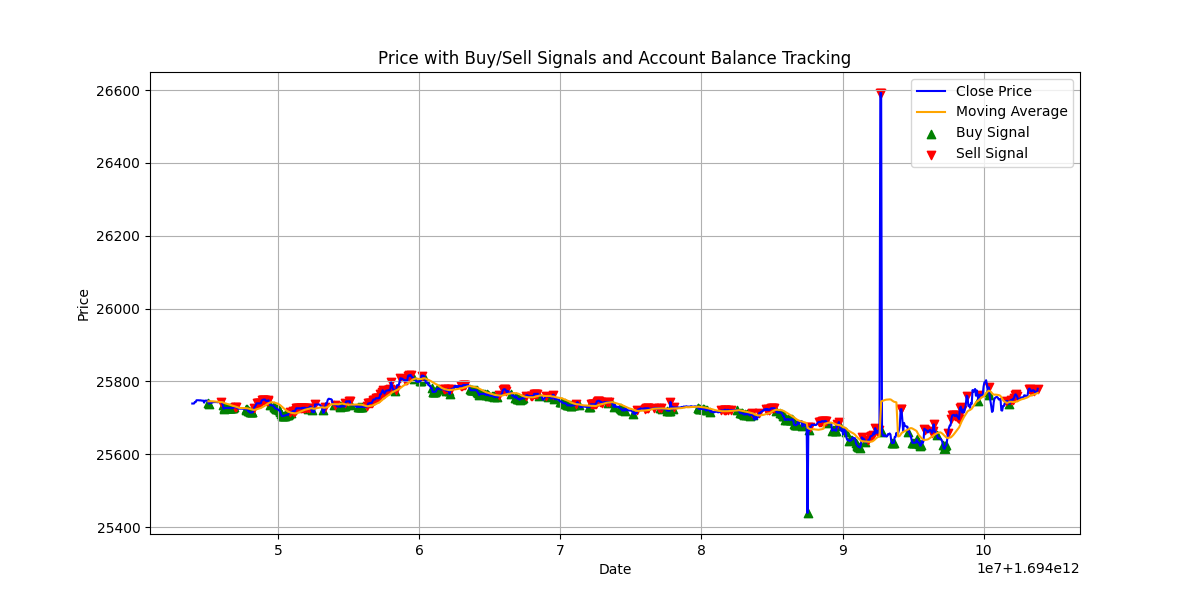 Price with Buy/Sell Signals and Account Balance Tracking
Close Price
Moving Average
Buy Signal
Sell Signal
26600
26400
26200
26000
25800
25600
25400
Price
5 6 7 8 9 10
Date
1e7+1.694e12